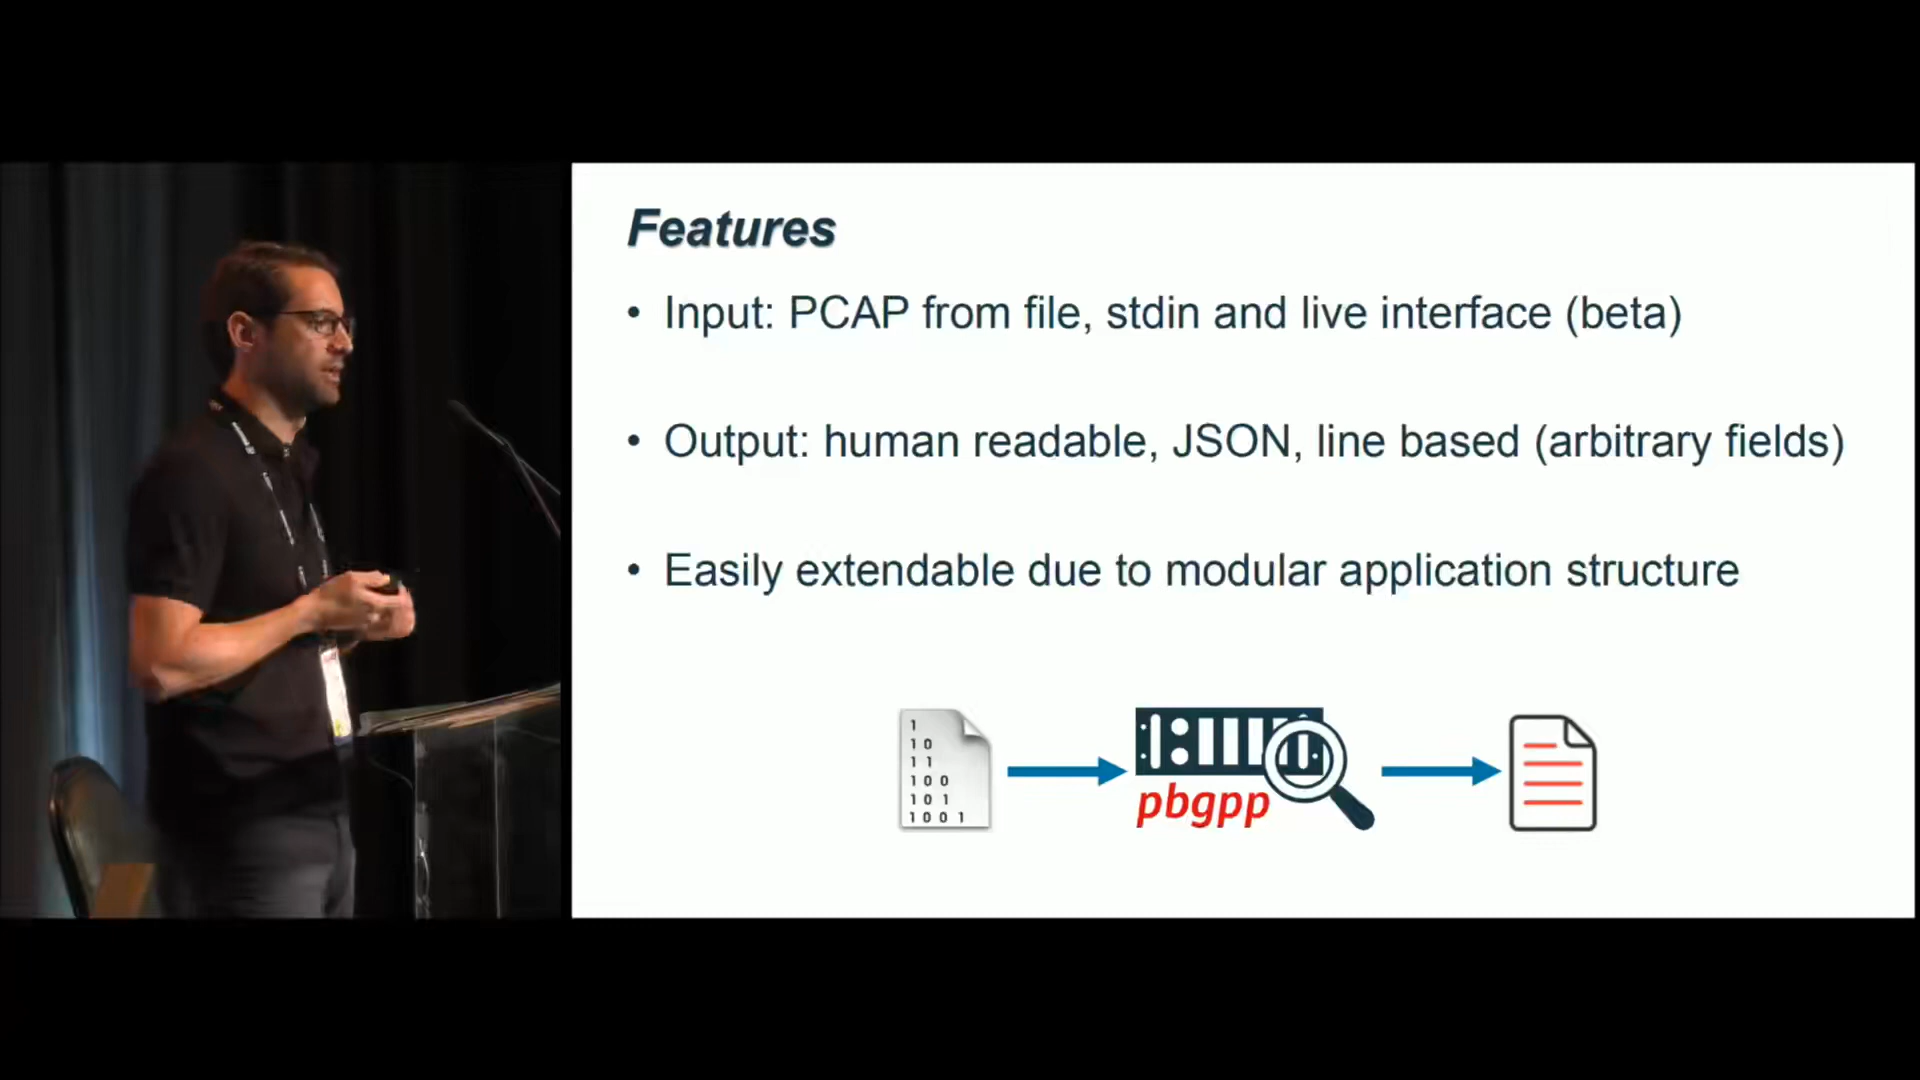 Features
• Input: PCAP from file, stdin and live interface (beta)
• Output: human readable, JSON, line based (arbitrary fields)
• Easily extendable due to modular application structure
1
10
11
100
101
1001
pbgpp